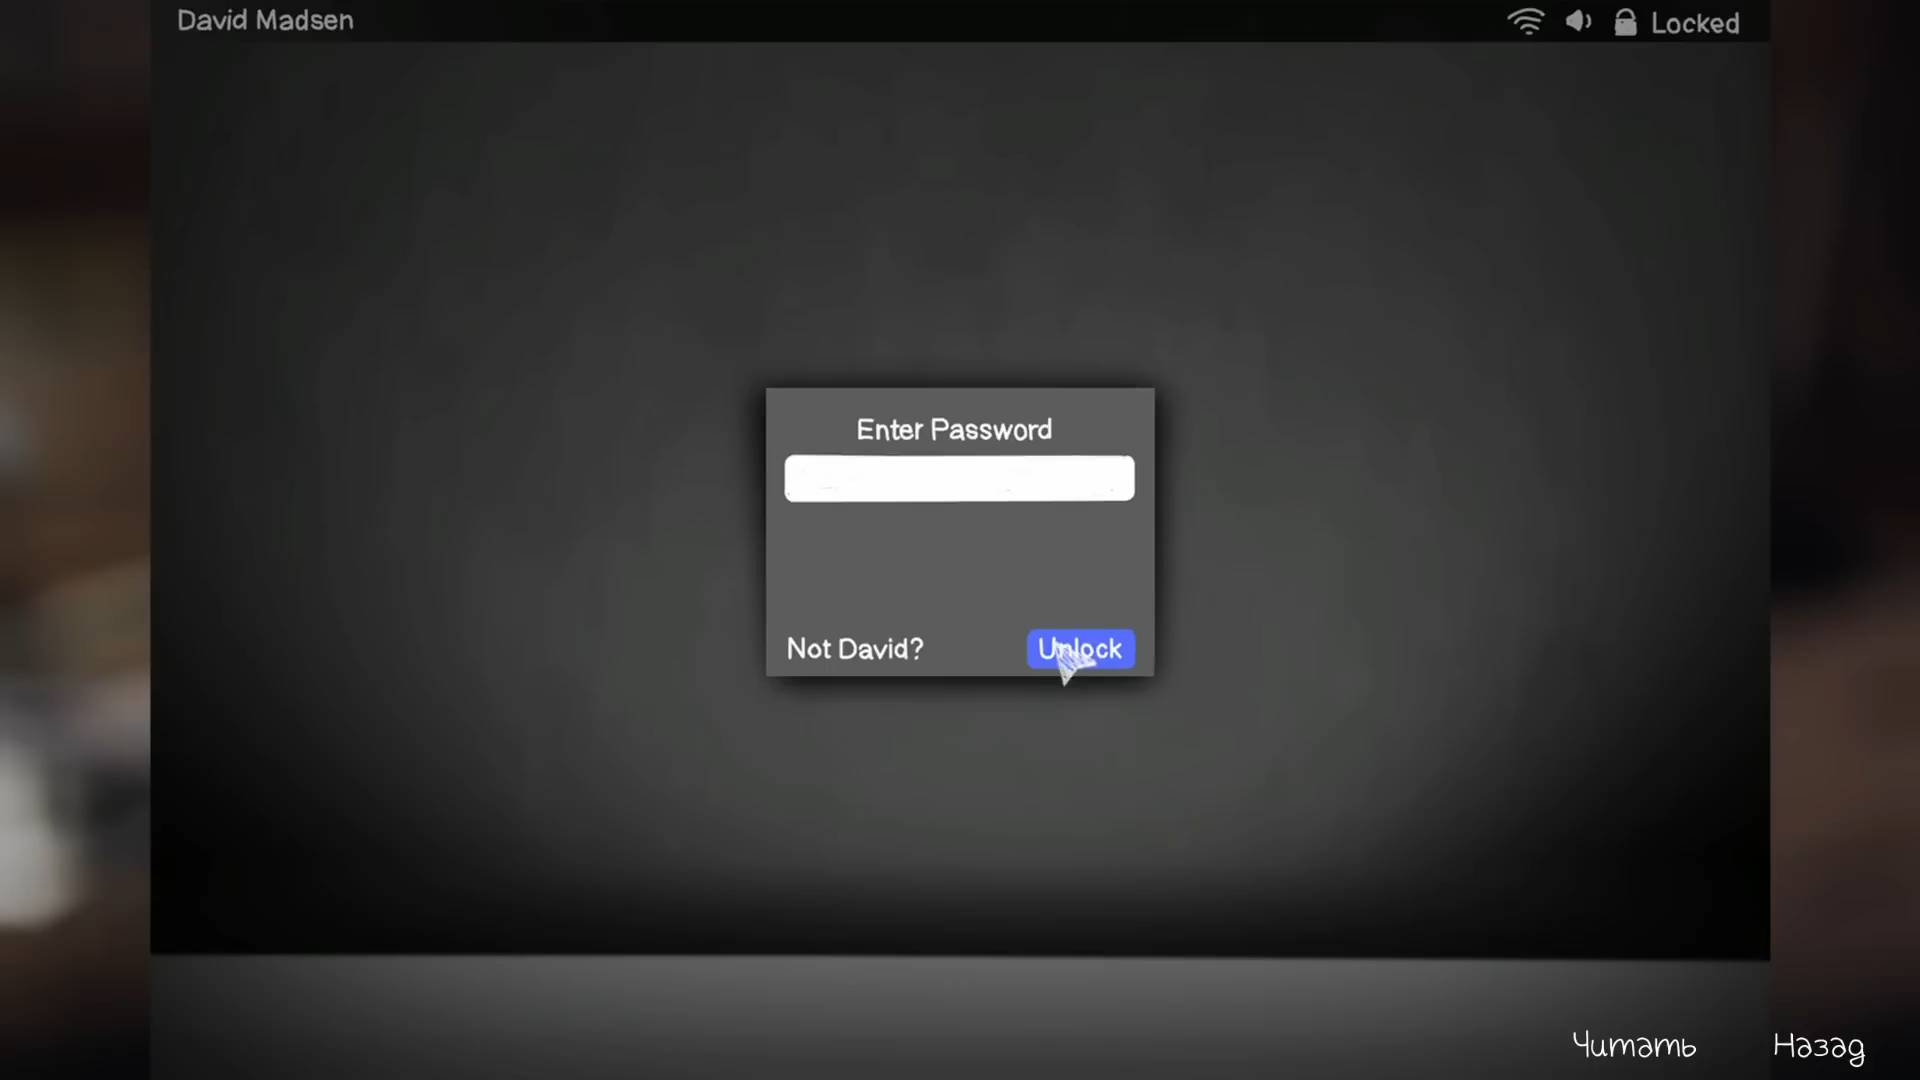 David Madsen
Locked
Enter Password
Not David?
Unlock
Читать
Назад